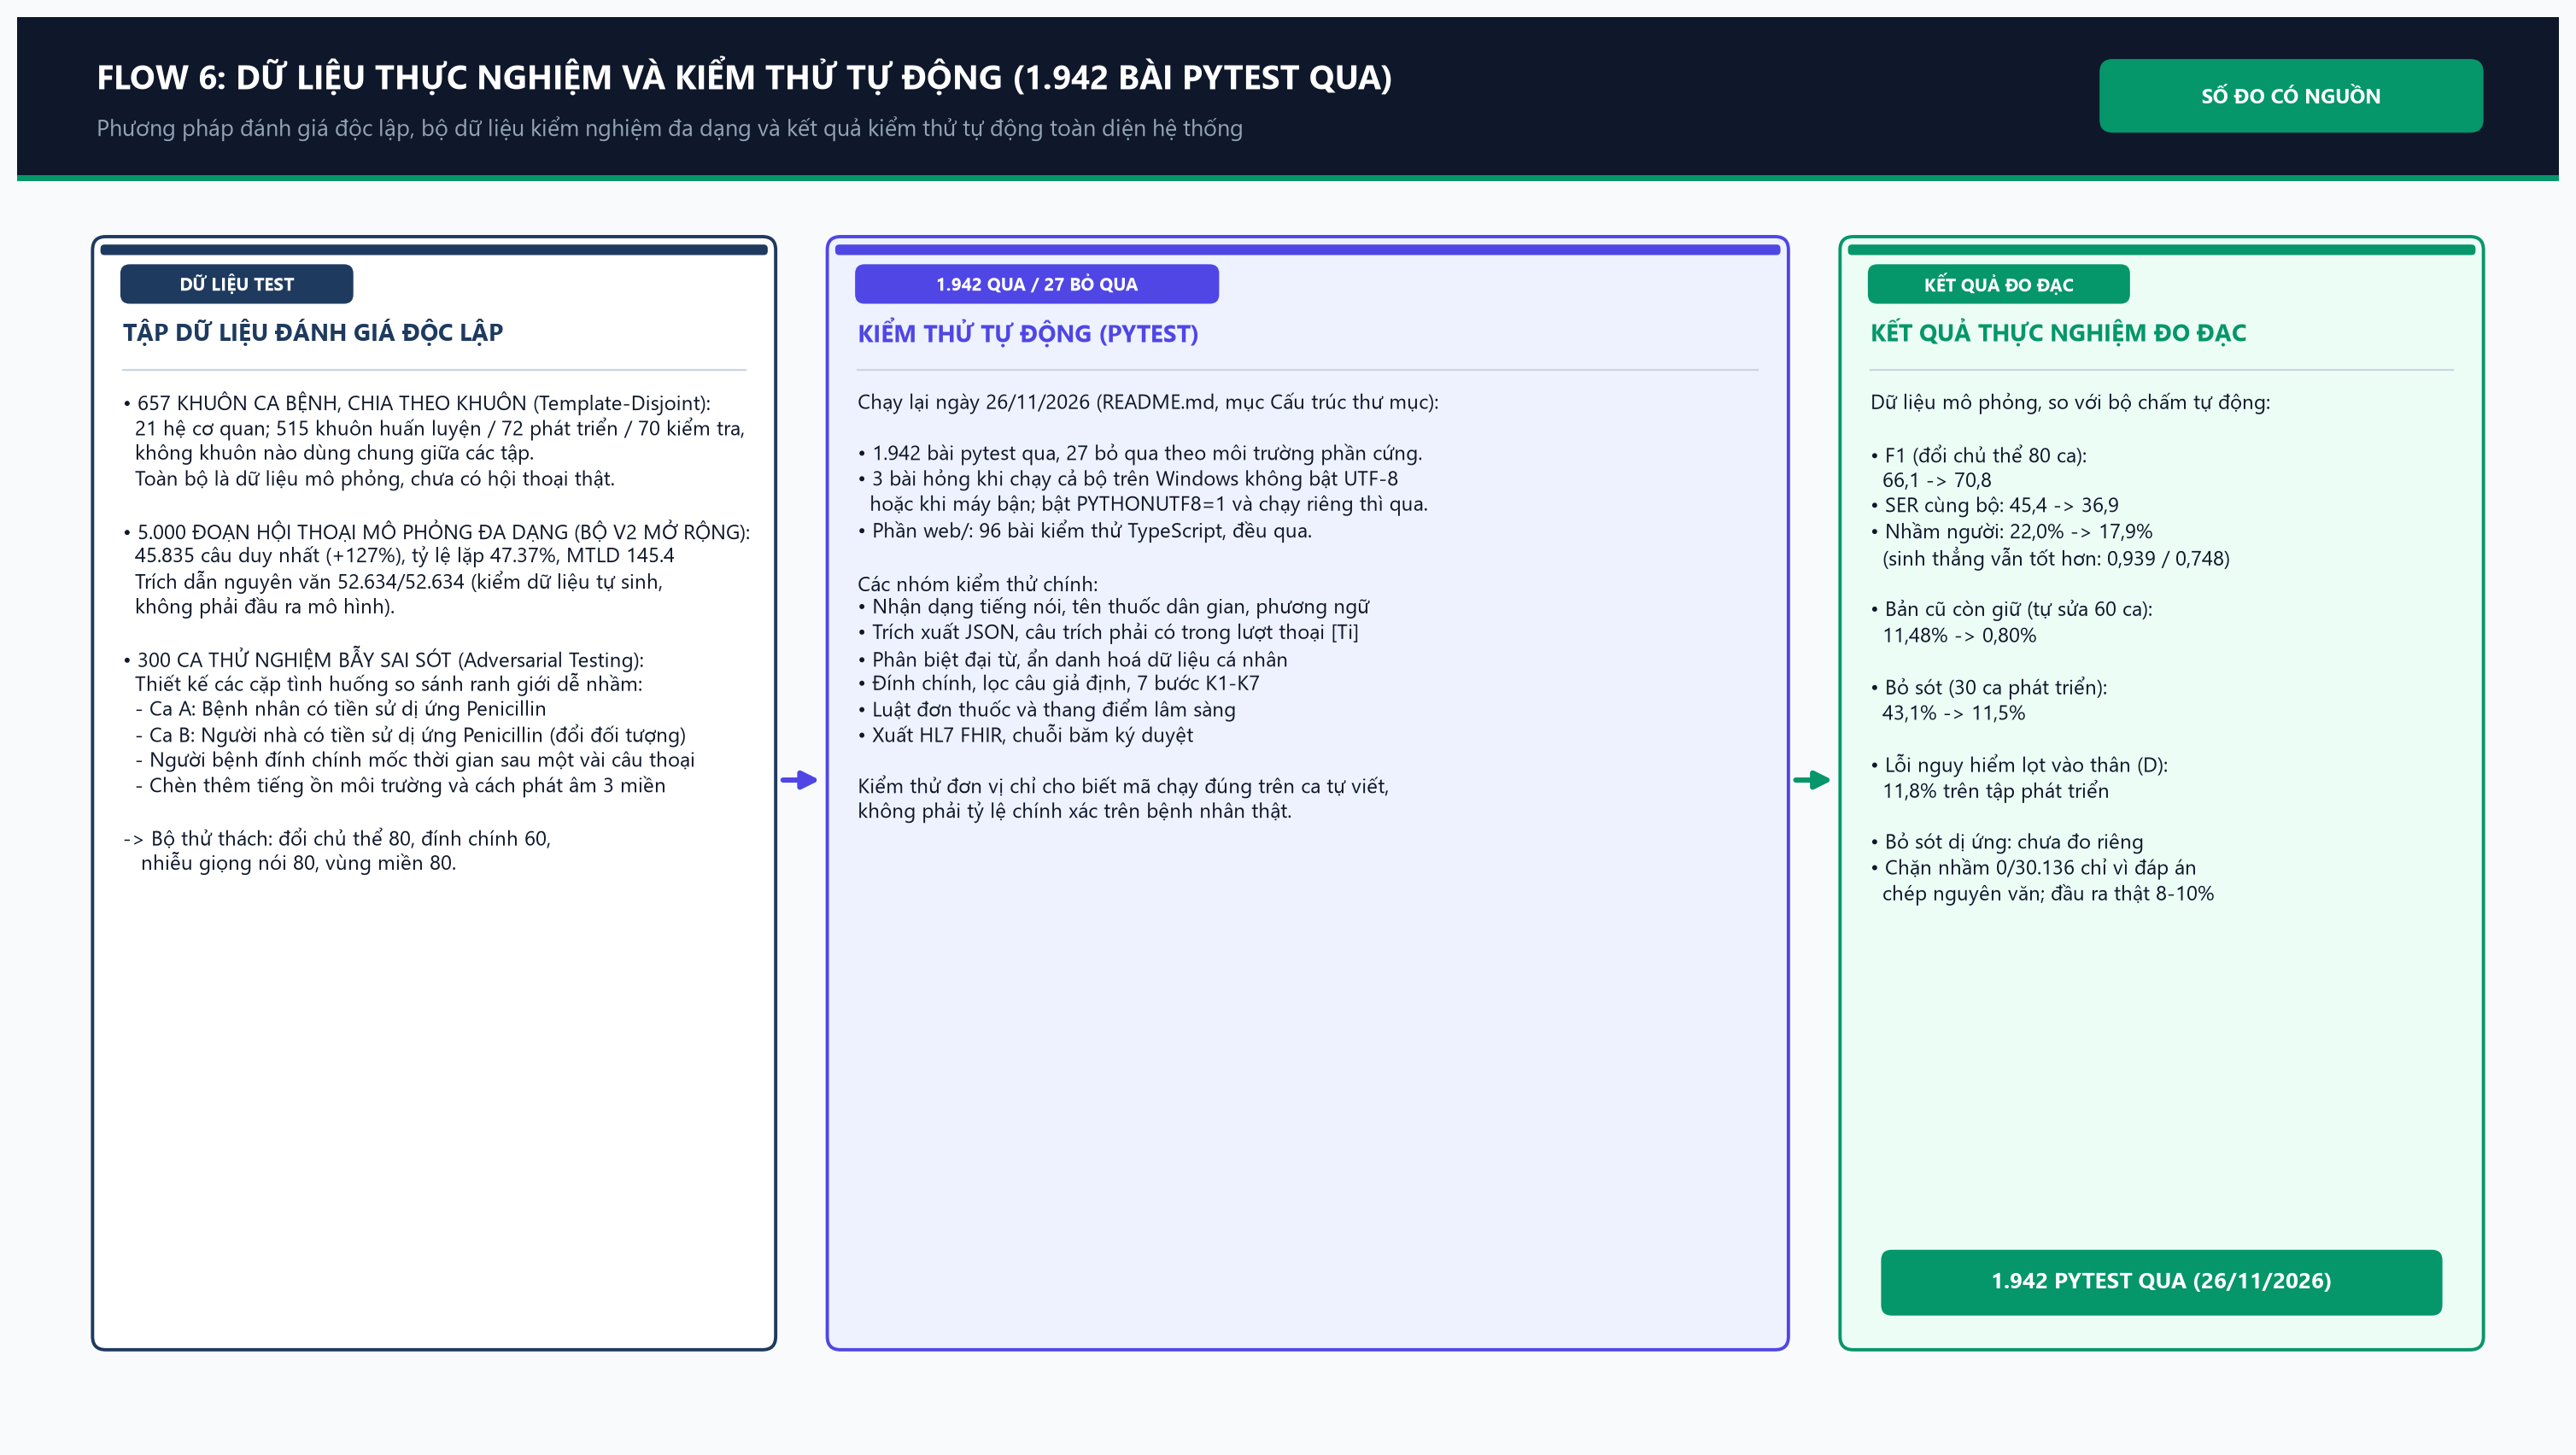 FLOW 6: DỮ LIỆU THỰC NGHIỆM VÀ KIỂM THỬ TỰ ĐỘNG (1.942 BÀI PYTEST QUA)
Phương pháp đánh giá độc lập, bộ dữ liệu kiểm nghiệm đa dạng và kết quả kiểm thử tự động toàn diện hệ thống
SỐ ĐO CÓ NGUỒN
DỮ LIỆU TEST
TẬP DỮ LIỆU ĐÁNH GIÁ ĐỘC LẬP
• 657 KHUÔN CA BỆNH, CHIA THEO KHUÔN (Template-Disjoint):
21 hệ cơ quan; 515 khuôn huấn luyện / 72 phát triển / 70 kiểm tra,
không khuôn nào dùng chung giữa các tập.
Toàn bộ là dữ liệu mô phỏng, chưa có hội thoại thật.
• 5.000 ĐOẠN HỘI THOẠI MÔ PHỎNG ĐA DẠNG (BỘ V2 MỞ RỘNG):
45.835 câu duy nhất (+127%), tỷ lệ lặp 47.37%, MTLD 145.4
Trích dẫn nguyên văn 52.634/52.634 (kiểm dữ liệu tự sinh,
không phải đầu ra mô hình).
• 300 CA THỬ NGHIỆM BẪY SAI SÓT (Adversarial Testing):
Thiết kế các cặp tình huống so sánh ranh giới dễ nhầm:
- Ca A: Bệnh nhân có tiền sử dị ứng Penicillin
- Ca B: Người nhà có tiền sử dị ứng Penicillin (đổi đối tượng)
- Người bệnh đính chính mốc thời gian sau một vài câu thoại
- Chèn thêm tiếng ồn môi trường và cách phát âm 3 miền
-> Bộ thử thách: đổi chủ thể 80, đính chính 60,
nhiễu giọng nói 80, vùng miền 80.
1.942 QUA / 27 BỎ QUA
KIỂM THỬ TỰ ĐỘNG (PYTEST)
Chạy lại ngày 26/11/2026 (README.md, mục Cấu trúc thư mục):
• 1.942 bài pytest qua, 27 bỏ qua theo môi trường phần cứng.
• 3 bài hỏng khi chạy cả bộ trên Windows không bật UTF-8
hoặc khi máy bận; bật PYTHONUTF8=1 và chạy riêng thì qua.
• Phần web/: 96 bài kiểm thử TypeScript, đều qua.
Các nhóm kiểm thử chính:
• Nhận dạng tiếng nói, tên thuốc dân gian, phương ngữ
• Trích xuất JSON, câu trích phải có trong lượt thoại [Ti]
• Phân biệt đại từ, ẩn danh hoá dữ liệu cá nhân
• Đính chính, lọc câu giả định, 7 bước K1-K7
• Luật đơn thuốc và thang điểm lâm sàng
• Xuất HL7 FHIR, chuỗi băm ký duyệt
Kiểm thử đơn vị chỉ cho biết mã chạy đúng trên ca tự viết,
không phải tỷ lệ chính xác trên bệnh nhân thật.
KẾT QUẢ ĐO ĐẠC
KẾT QUẢ THỰC NGHIỆM ĐO ĐẠC
Dữ liệu mô phỏng, so với bộ chấm tự động:
• F1 (đổi chủ thể 80 ca):
66,1 -> 70,8
• SER cùng bộ: 45,4 -> 36,9
• Nhầm người: 22,0% -> 17,9%
(sinh thẳng vẫn tốt hơn: 0,939 / 0,748)
• Bản cũ còn giữ (tự sửa 60 ca):
11,48% -> 0,80%
• Bỏ sót (30 ca phát triển):
43,1% -> 11,5%
• Lỗi nguy hiểm lọt vào thân (D):
11,8% trên tập phát triển
• Bỏ sót dị ứng: chưa đo riêng
• Chặn nhầm 0/30.136 chỉ vì đáp án
chép nguyên văn; đầu ra thật 8-10%
1.942 PYTEST QUA (26/11/2026)